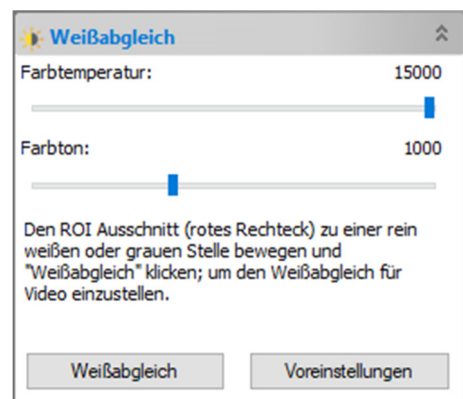 Weißabgleich
Farbtemperatur: 15000
Farbton: 1000
Den ROI Ausschnitt (rotes Rechteck) zu einer rein
weißen oder grauen Stelle bewegen und
"Weißabgleich" klicken; um den Weißabgleich für
Video einzustellen.
Weißabgleich Voreinstellungen